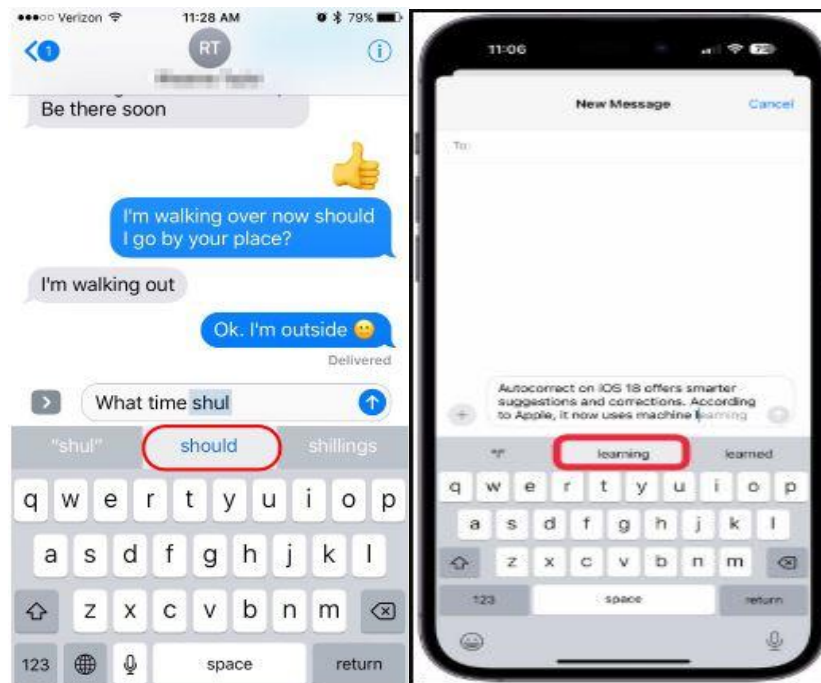 Verizon 11:28 AM 79%
1
RT
Be there soon
I'm walking over now should
I go by your place?
I'm walking out
Ok. I'm outside
Delivered
What time shul
"shul" should shillings
q w e r t y u i o p
a s d f g h j k l
z x c v b n m
123 space return
11:06 75
New Message Cancel
To:
Autocorrect on iOS 18 offers smarter
suggestions and corrections. According
to Apple, it now uses machine learning
"l" learning learned
q w e r t y u i o p
a s d f g h j k l
z x c v b n m
123 space return